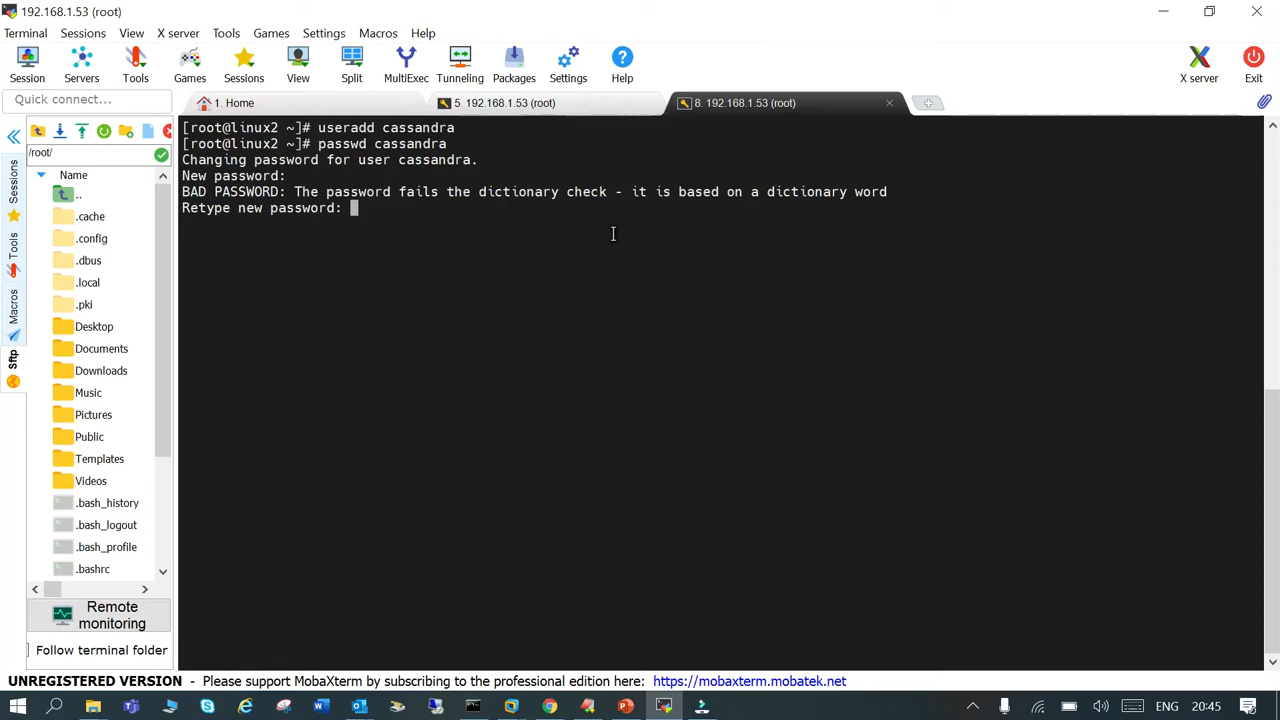 192.168.1.53 (root)
Terminal Sessions View X server Tools Games Settings Macros Help
Session Servers Tools Games Sessions View Split MultiExec Tunneling Packages Settings Help X server Exit
Quick connect...
1. Home
5. 192.168.1.53 (root)
8. 192.168.1.53 (root)
Sessions
Tools
Macros
Sftp
/root/
Name
..
.cache
.config
.dbus
.local
.pki
Desktop
Documents
Downloads
Music
Pictures
Public
Templates
Videos
.bash_history
.bash_logout
.bash_profile
.bashrc
Remote
monitoring
Follow terminal folder
[root@linux2 ~]# useradd cassandra
[root@linux2 ~]# passwd cassandra
Changing password for user cassandra.
New password:
BAD PASSWORD: The password fails the dictionary check - it is based on a dictionary word
Retype new password:
UNREGISTERED VERSION - Please support MobaXterm by subscribing to the professional edition here: https://mobaxterm.mobatek.net
ENG 20:45